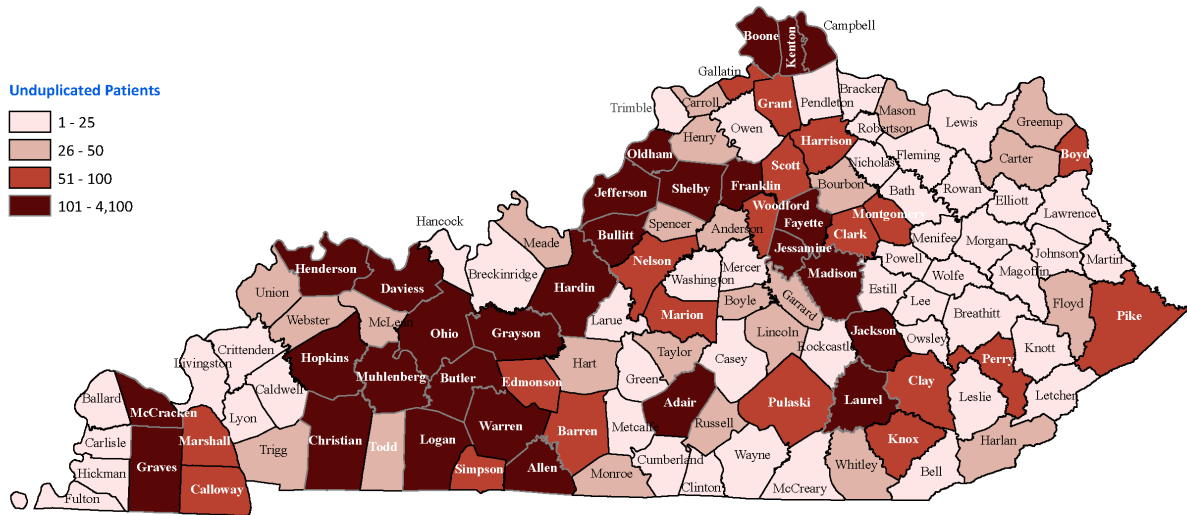 Unduplicated Patients
1 - 25
26 - 50
51 - 100
101 - 4,100
Campbell
Boone
Kenton
Gallatin
Carroll
Trimble
Grant
Pendleton
Bracken
Mason
Robertson
Lewis
Greenup
Boyd
Carter
Owen
Henry
Oldham
Harrison
Scott
Nicholas
Fleming
Rowan
Bath
Elliott
Lawrence
Jefferson
Shelby
Franklin
Bourbon
Woodford
Fayette
Montgomery
Clark
Menifee
Morgan
Johnson
Martin
Magoffin
Bullitt
Spencer
Anderson
Jessamine
Madison
Powell
Wolfe
Estill
Lee
Floyd
Pike
Hancock
Meade
Breckinridge
Hardin
Nelson
Washington
Mercer
Boyle
Garrard
Breathitt
Knott
Henderson
Daviess
Union
Webster
McLean
Ohio
Grayson
Larue
Marion
Lincoln
Rockcastle
Jackson
Owsley
Perry
Letcher
Crittenden
Livingston
Hopkins
Muhlenberg
Butler
Edmonson
Hart
Taylor
Green
Casey
Pulaski
Laurel
Clay
Leslie
Caldwell
Lyon
Ballard
McCracken
Carlisle
Marshall
Hickman
Graves
Calloway
Fulton
Trigg
Christian
Todd
Logan
Warren
Simpson
Allen
Barren
Metcalfe
Adair
Russell
Monroe
Cumberland
Clinton
Wayne
McCreary
Whitley
Knox
Bell
Harlan